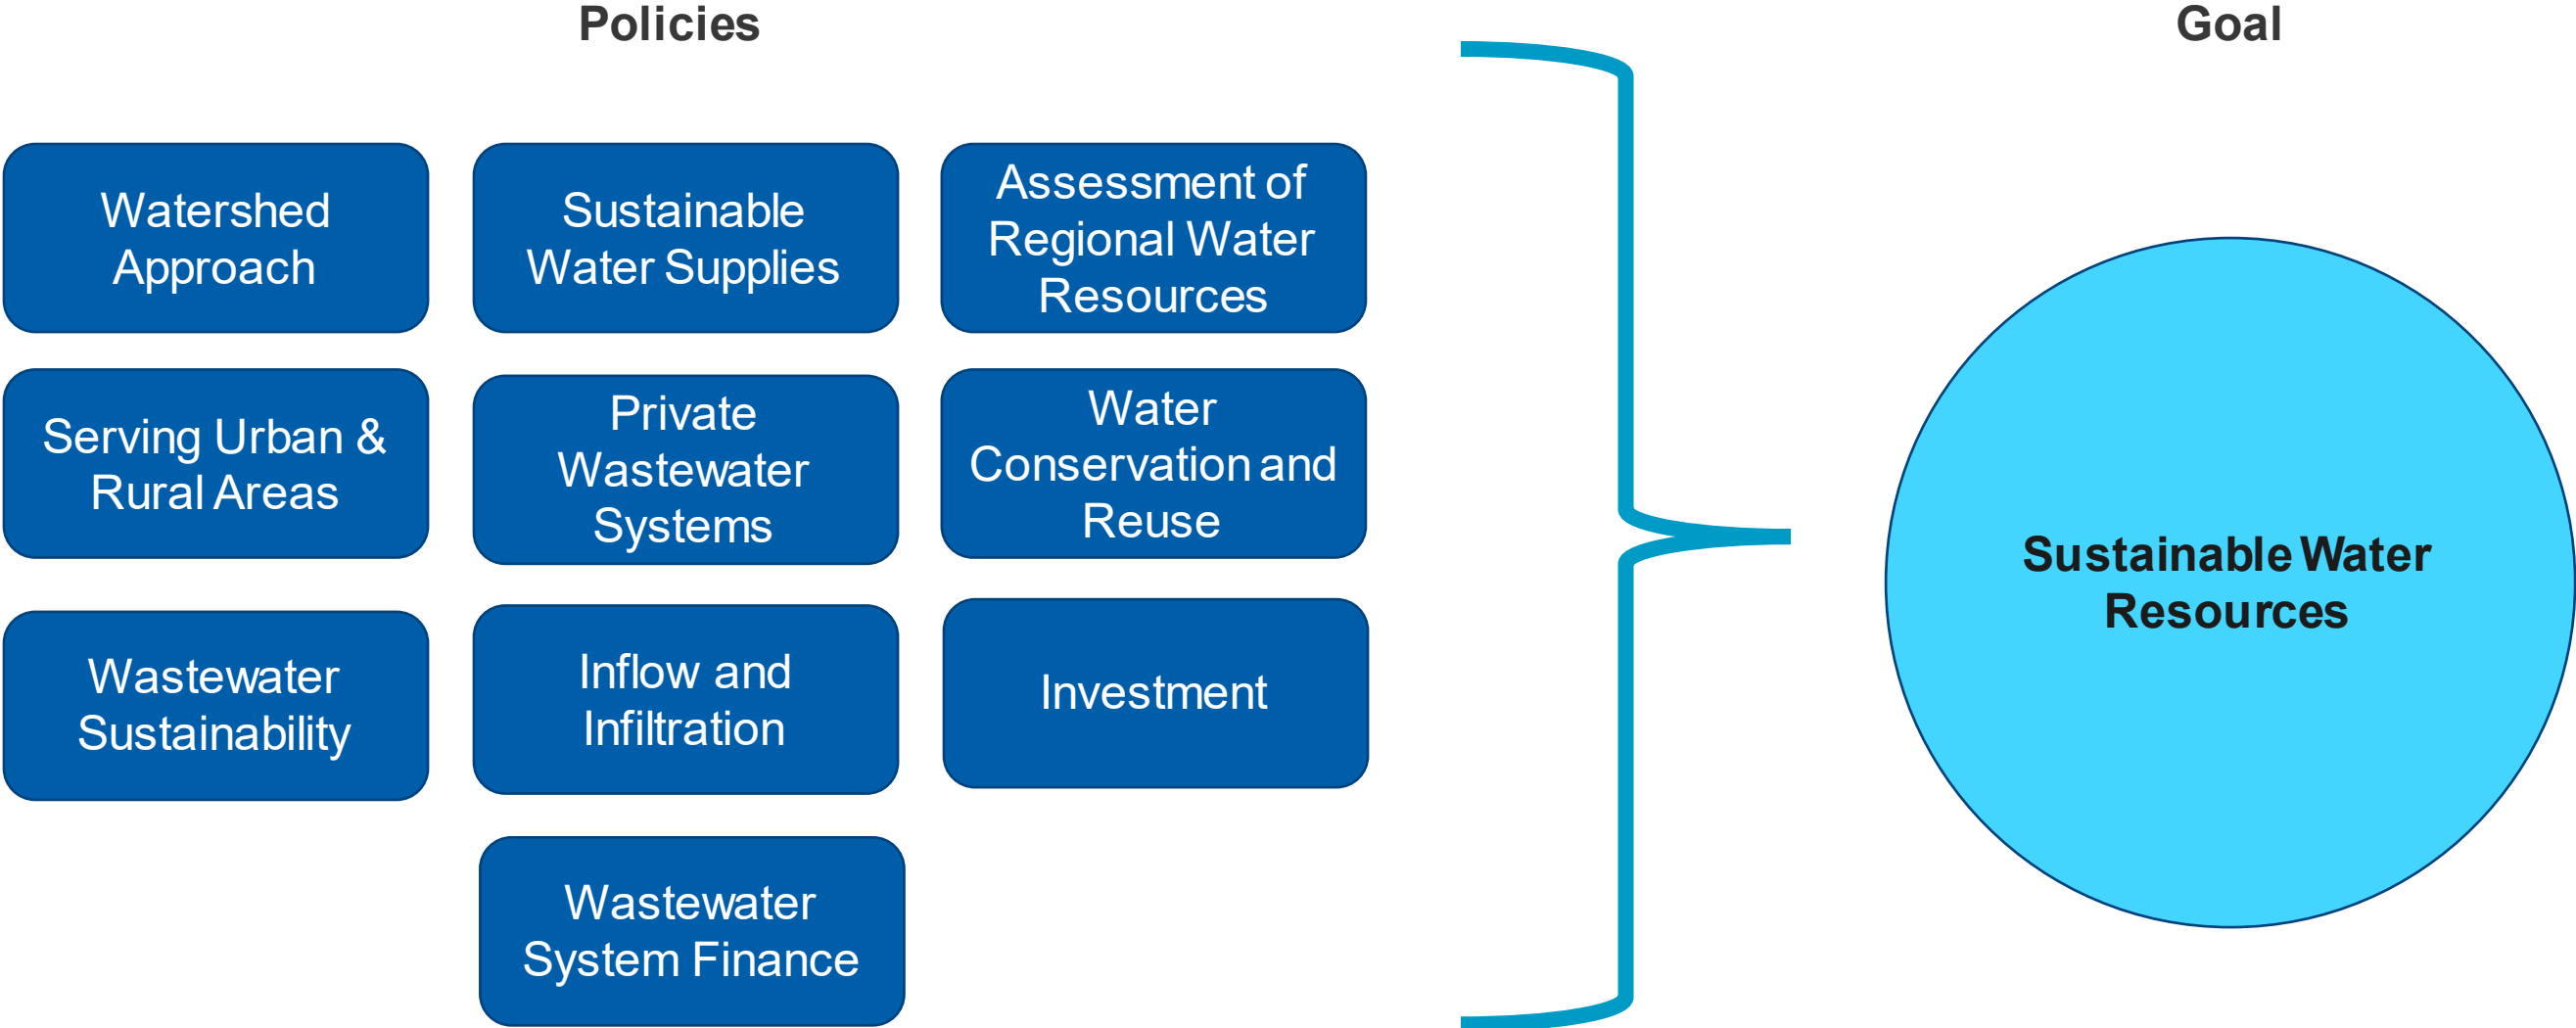 Policies
Goal
Watershed
Approach
Sustainable
Water Supplies
Assessment of
Regional Water
Resources
Serving Urban &
Rural Areas
Private
Wastewater
Systems
Water
Conservation and
Reuse
Wastewater
Sustainability
Inflow and
Infiltration
Investment
Wastewater
System Finance
Sustainable Water
Resources